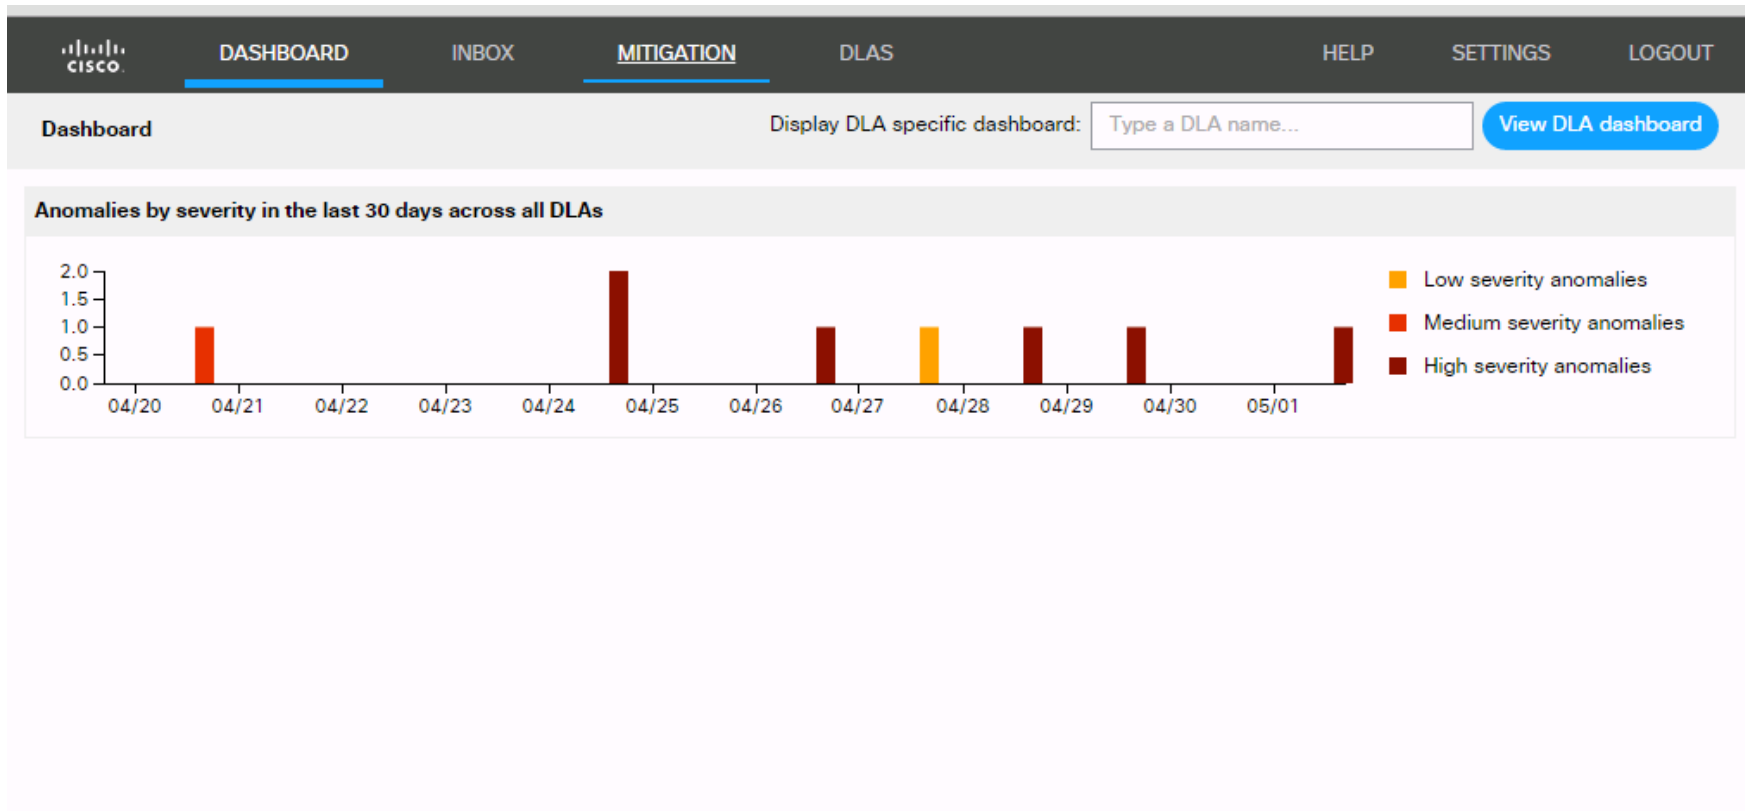 CISCO. DASHBOARD INBOX MITIGATION DLAS HELP SETTINGS LOGOUT
Dashboard Display DLA specific dashboard: Type a DLA name... View DLA dashboard
Anomalies by severity in the last 30 days across all DLAs
2.0
1.5
1.0
0.5
0.0
04/20 04/21 04/22 04/23 04/24 04/25 04/26 04/27 04/28 04/29 04/30 05/01
Low severity anomalies
Medium severity anomalies
High severity anomalies